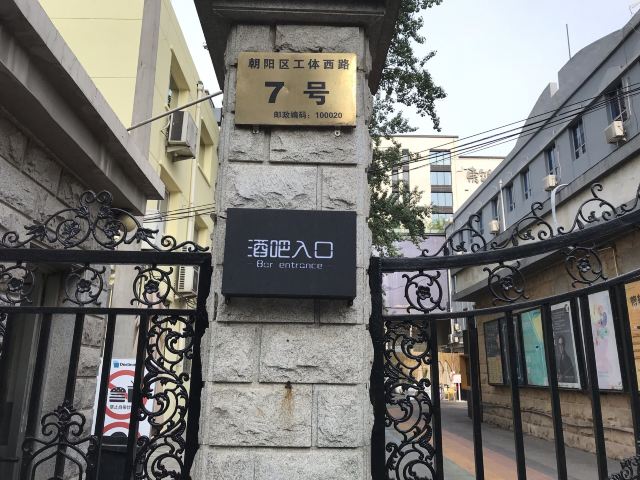 朝阳区工体西路
7 号
邮政编码：100020
酒吧入口
Bar entrance